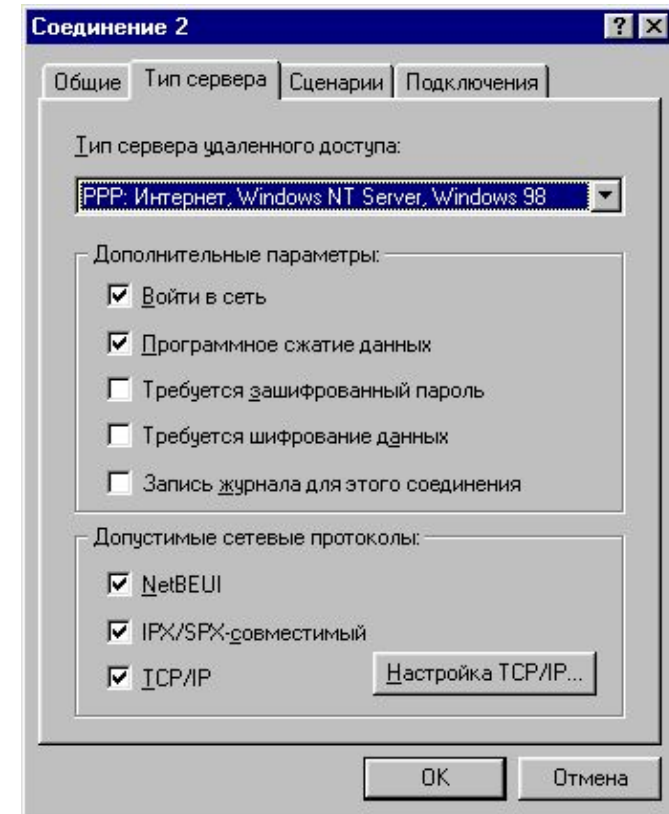 Соединение 2
Общие Тип сервера Сценарии Подключения
Тип сервера удаленного доступа:
PPP: Интернет, Windows NT Server, Windows 98
Дополнительные параметры:
Войти в сеть
Программное сжатие данных
Требуется зашифрованный пароль
Требуется шифрование данных
Запись журнала для этого соединения
Допустимые сетевые протоколы:
NetBEUI
IPX/SPX-совместимый
TCP/IP Настройка TCP/IP...
OK Отмена